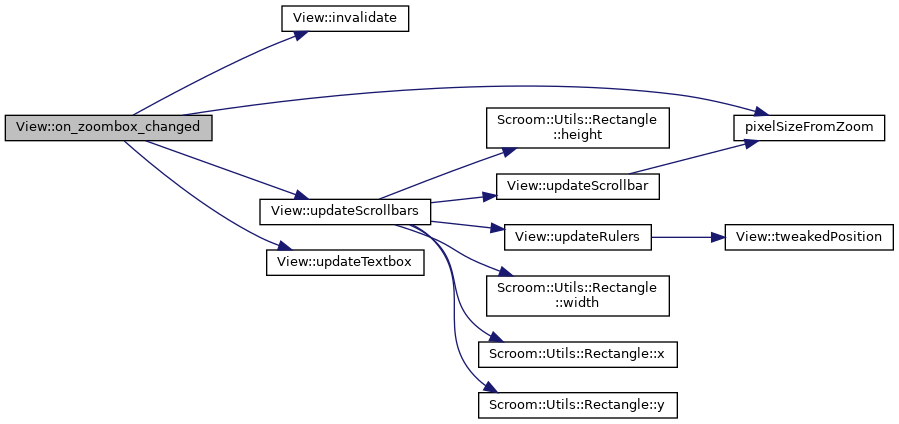 View::invalidate
View::on_zoombox_changed
pixelSizeFromZoom
Scroom::Utils::Rectangle
::height
View::updateScrollbar
View::updateScrollbars
View::updateRulers
View::tweakedPosition
View::updateTextbox
Scroom::Utils::Rectangle
::width
Scroom::Utils::Rectangle::x
Scroom::Utils::Rectangle::y